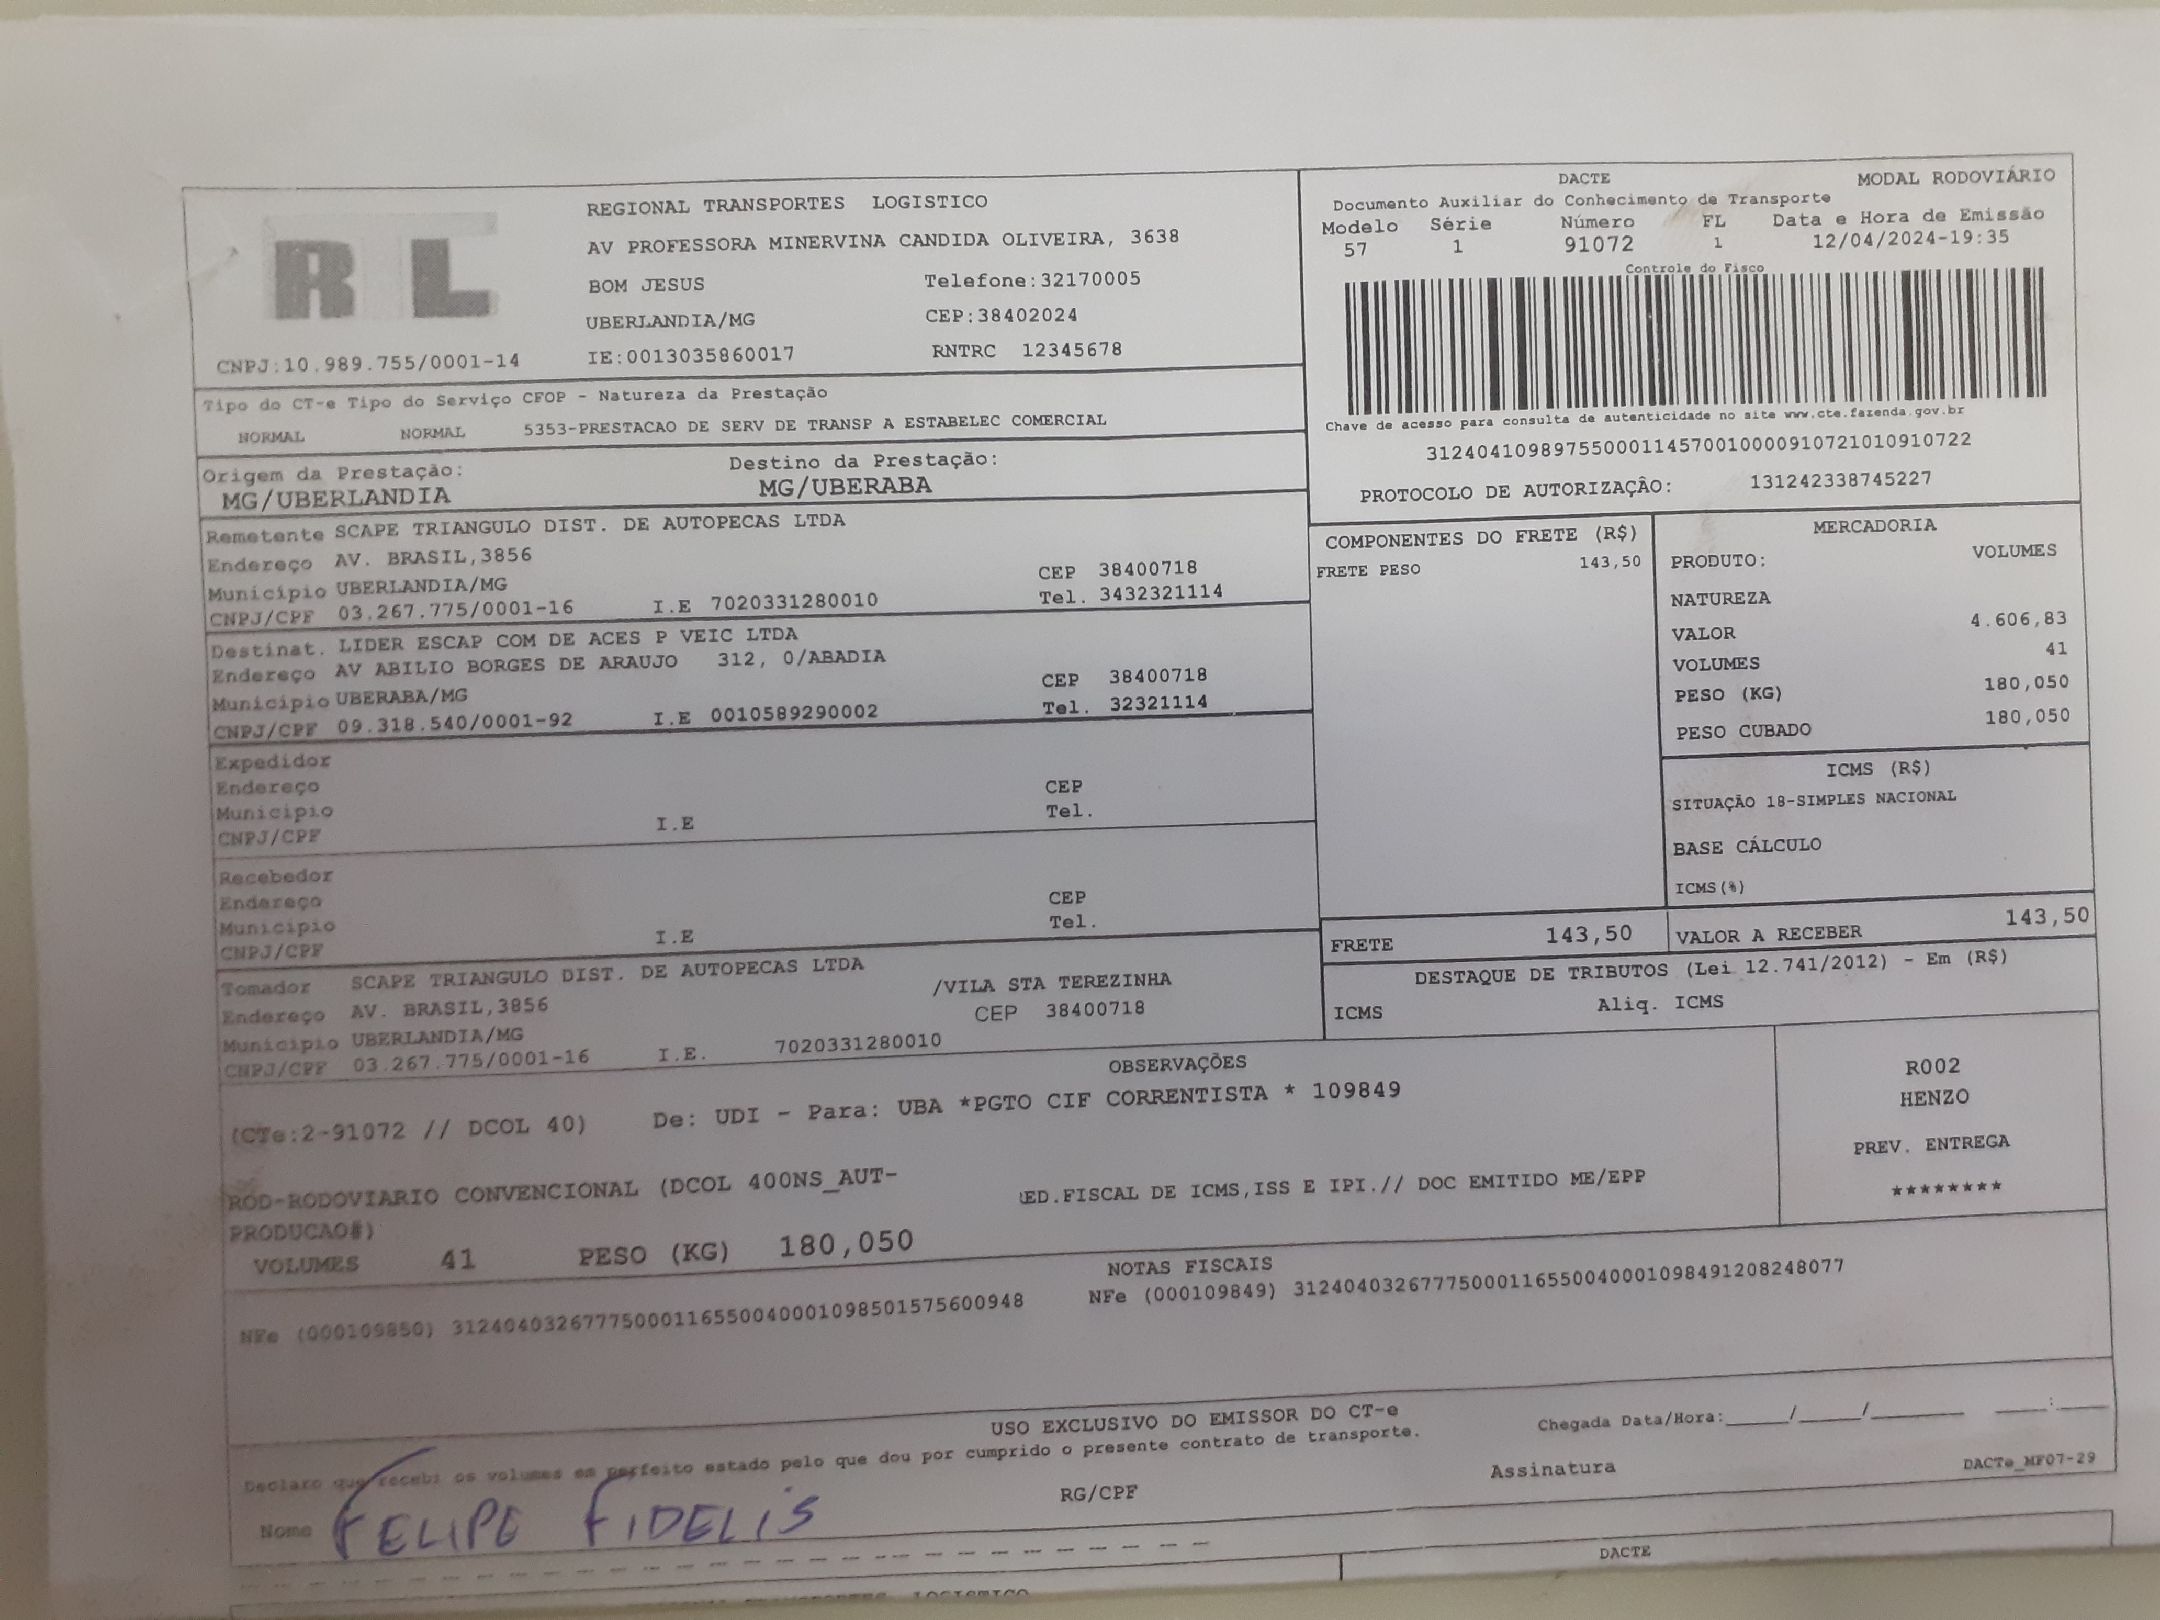 R L
REGIONAL TRANSPORTES LOGISTICO
AV PROFESSORA MINERVINA CANDIDA OLIVEIRA, 3638
BOM JESUS Telefone:32170005
UBERLANDIA/MG CEP:38402024
CNPJ:10.989.755/0001-14 IE:0013035860017 RNTRC 12345678
DACTE MODAL RODOVIÁRIO
Documento Auxiliar do Conhecimento de Transporte
Modelo Série Número FL Data e Hora de Emissão
57 1 91072 1 12/04/2024-19:35
Controle do Fisco
Chave de acesso para consulta de autenticidade no site www.cte.fazenda.gov.br
31240410989755000114570010000910721010910722
PROTOCOLO DE AUTORIZAÇÃO: 131242338745227
Tipo do CT-e Tipo do Serviço CFOP - Natureza da Prestação
NORMAL NORMAL 5353-PRESTACAO DE SERV DE TRANSP A ESTABELEC COMERCIAL
Origem da Prestação: Destino da Prestação:
MG/UBERLANDIA MG/UBERABA
Remetente SCAPE TRIANGULO DIST. DE AUTOPECAS LTDA
Endereço AV. BRASIL,3856
Município UBERLANDIA/MG CEP 38400718
CNPJ/CPF 03.267.775/0001-16 I.E 7020331280010 Tel. 3432321114
Destinat. LIDER ESCAP COM DE ACES P VEIC LTDA
Endereço AV ABILIO BORGES DE ARAUJO 312, 0/ABADIA
Município UBERABA/MG CEP 38400718
CNPJ/CPF 09.318.540/0001-92 I.E 0010589290002 Tel. 32321114
Expedidor
Endereço CEP
Município Tel.
CNPJ/CPF I.E
Recebedor
Endereço CEP
Município Tel.
CNPJ/CPF I.E
Tomador SCAPE TRIANGULO DIST. DE AUTOPECAS LTDA
Endereço AV. BRASIL,3856 /VILA STA TEREZINHA
Município UBERLANDIA/MG CEP 38400718
CNPJ/CPF 03.267.775/0001-16 I.E. 7020331280010
COMPONENTES DO FRETE (R$)
FRETE PESO 143,50
MERCADORIA
PRODUTO: VOLUMES
NATUREZA
VALOR 4.606,83
VOLUMES 41
PESO (KG) 180,050
PESO CUBADO 180,050
ICMS (R$)
SITUAÇÃO 18-SIMPLES NACIONAL
BASE CÁLCULO
ICMS(%)
FRETE 143,50 VALOR A RECEBER 143,50
DESTAQUE DE TRIBUTOS (Lei 12.741/2012) - Em (R$)
ICMS Aliq. ICMS
OBSERVAÇÕES
(CTe:2-91072 // DCOL 40) De: UDI - Para: UBA *PGTO CIF CORRENTISTA * 109849
ROD-RODOVIARIO CONVENCIONAL (DCOL 400NS_AUT-
PRODUCAO#)
ED.FISCAL DE ICMS,ISS E IPI.// DOC EMITIDO ME/EPP
R002
HENZO
PREV. ENTREGA
********
VOLUMES 41 PESO (KG) 180,050
NOTAS FISCAIS
NFe (000109850) 31240403267775000116550040001098501575600948 NFe (000109849) 31240403267775000116550040001098491208248077
USO EXCLUSIVO DO EMISSOR DO CT-e
Declaro que recebi os volumes em perfeito estado pelo que dou por cumprido o presente contrato de transporte.
Chegada Data/Hora:_____/_____/________ ____:____
Nome FELIPE FIDELIS RG/CPF Assinatura DACTe_MF07-29
DACTE